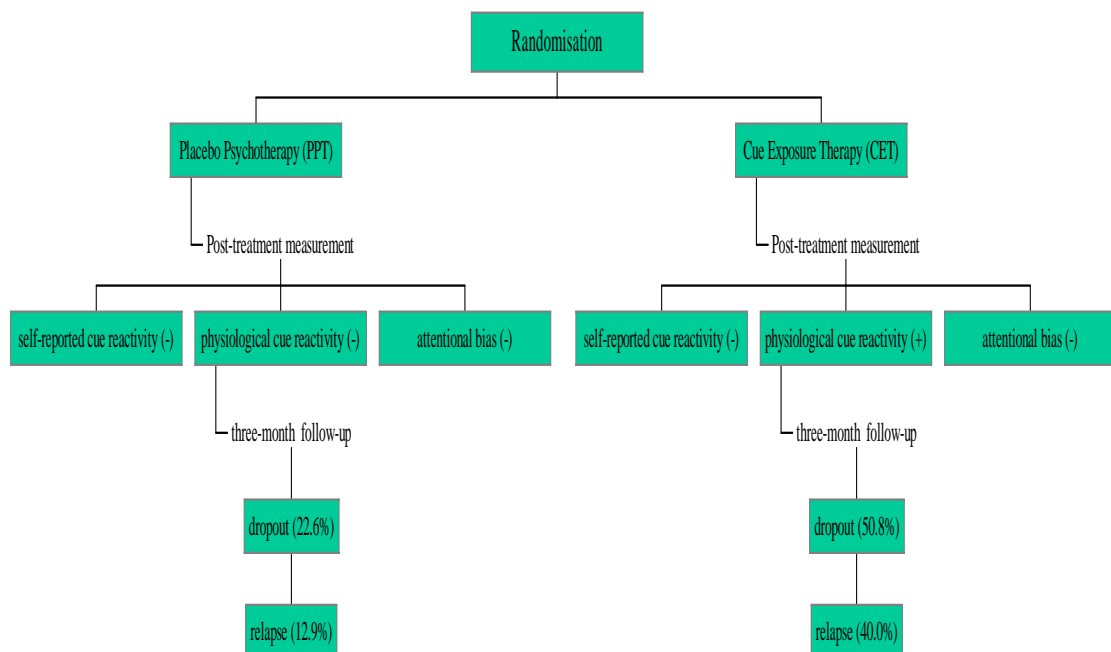 Randomisation
Placebo Psychotherapy (PPT)
Cue Exposure Therapy (CET)
Post-treatment measurement
Post-treatment measurement
self-reported cue reactivity (-)
physiological cue reactivity (-)
attentional bias (-)
self-reported cue reactivity (-)
physiological cue reactivity (+)
attentional bias (-)
three-month follow-up
three-month follow-up
dropout (22.6%)
dropout (50.8%)
relapse (12.9%)
relapse (40.0%)